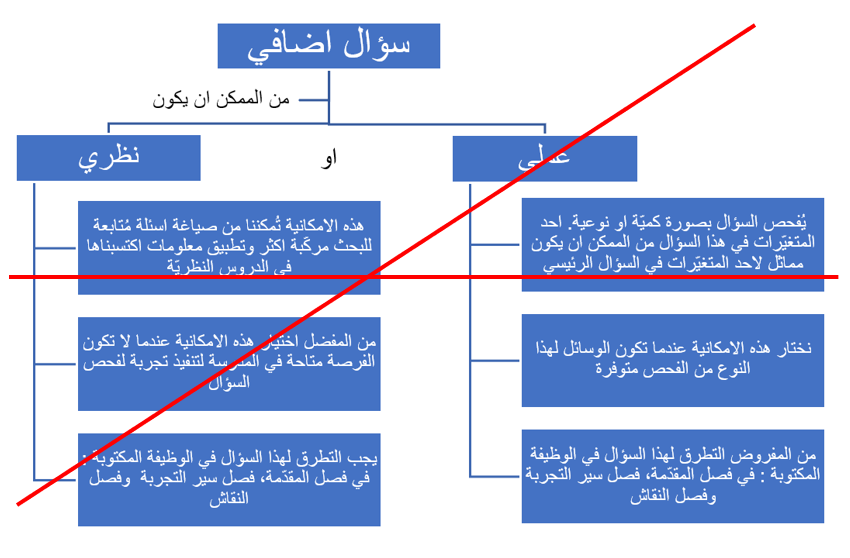 سؤال اضافي
من الممكن ان يكون
عملي
او
نظري
يُفحص السؤال بصورة كميّة او نوعية. احد
المتغيّرات في هذا السؤال من الممكن ان يكون
مماثل لاحد المتغيّرات في السؤال الرئيسي
نختار هذه الامكانية عندما تكون الوسائل لهذا
النوع من الفحص متوفرة
من المفروض التطرق لهذا السؤال في الوظيفة
المكتوبة : في فصل المقدّمة، فصل سير التجربة
وفصل النقاش
هذه الامكانية تُمكننا من صياغة اسئلة مُتابعة
للبحث مركّبة اكثر وتطبيق معلومات اكتسبناها
في الدروس النظريّة
من المفضل اختيار هذه الامكانية عندما لا تكون
الفرصة متاحة في المدرسة لتنفيذ تجربة لفحص
السؤال
يجب التطرق لهذا السؤال في الوظيفة المكتوبة :
في فصل المقدّمة، فصل سير التجربة وفصل
النقاش